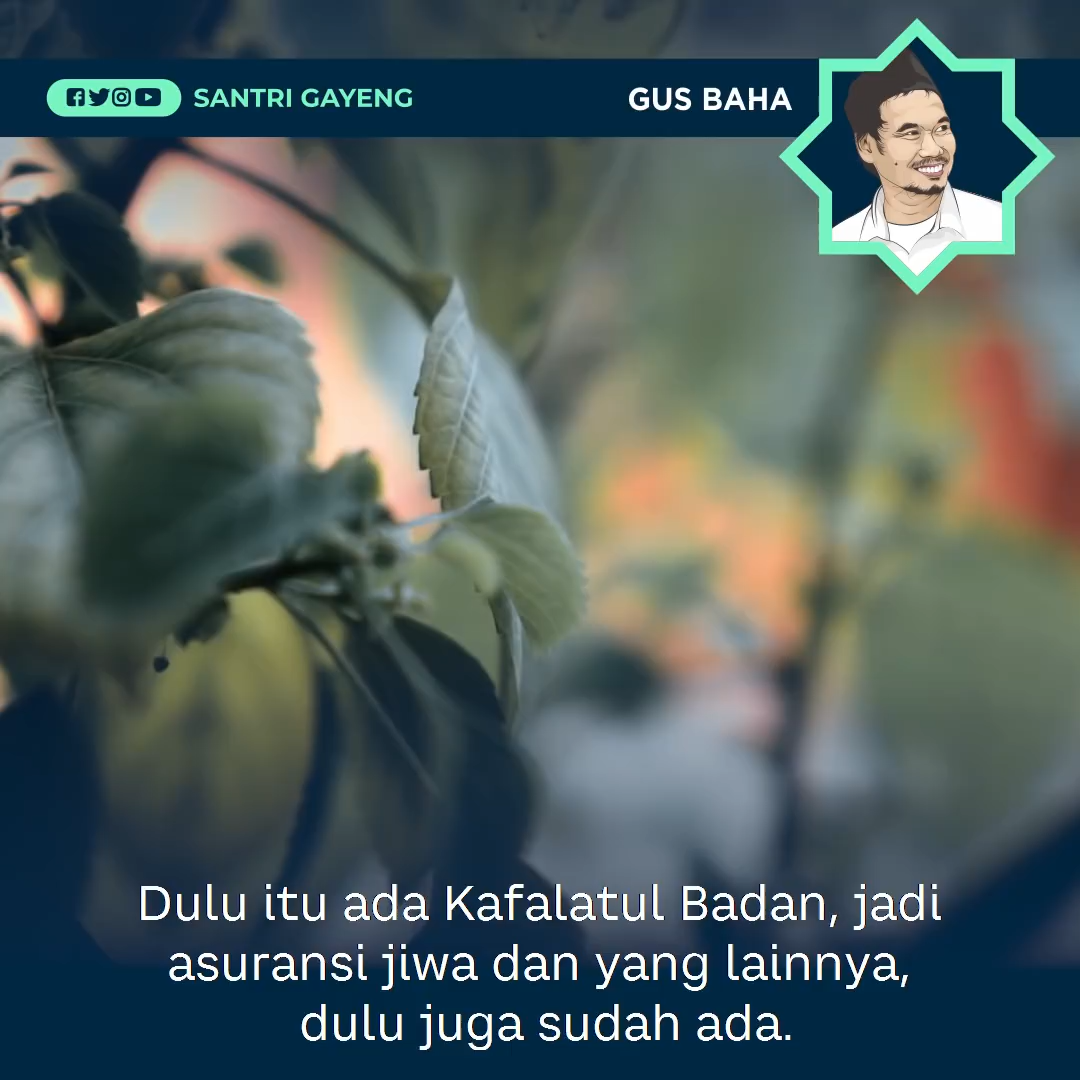 SANTRI GAYENG
GUS BAHA
Dulu itu ada Kafalatul Badan, jadi
asuransi jiwa dan yang lainnya,
dulu juga sudah ada.